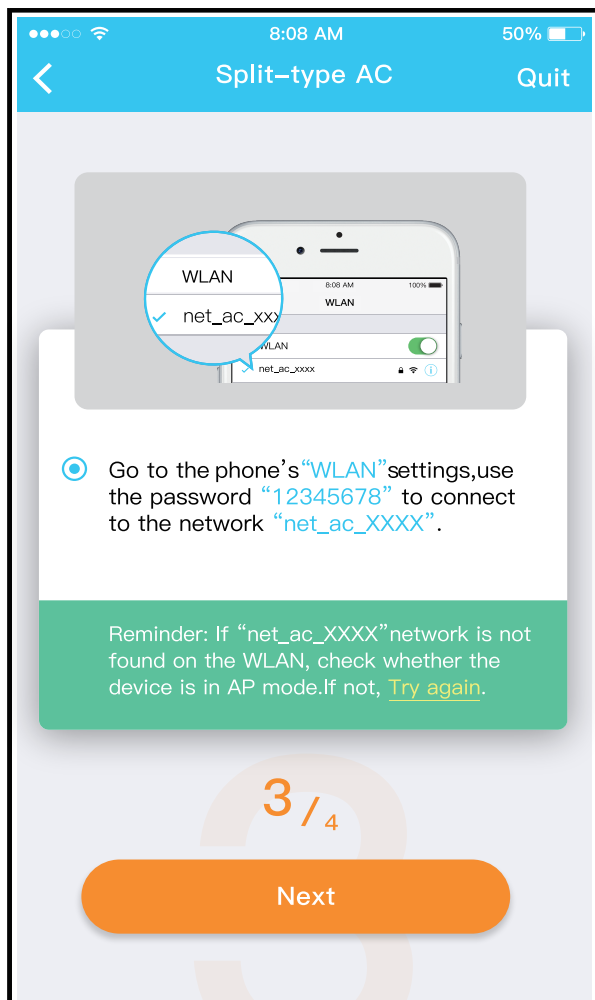 8:08 AM
50%
Split-type AC
Quit
WLAN
net_ac_xxx
8:08 AM
100%
WLAN
WLAN
net_ac_xxxx
Go to the phone’s“WLAN”settings,use
the password “12345678” to connect
to the network “net_ac_XXXX”.
Reminder: If “net_ac_XXXX”network is not
found on the WLAN, check whether the
device is in AP mode.If not, Try again.
3
3/4
Next